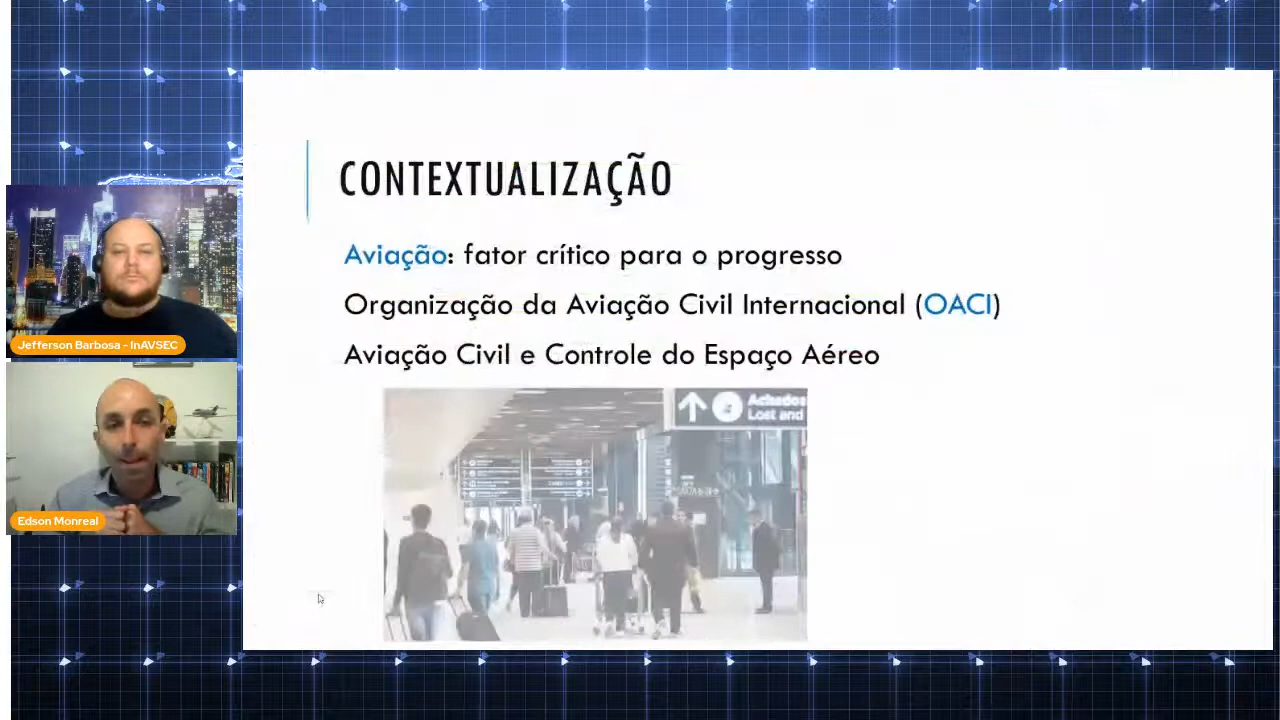 CONTEXTUALIZAÇÃO
Aviação: fator crítico para o progresso
Organização da Aviação Civil Internacional (OACI)
Aviação Civil e Controle do Espaço Aéreo
Achados
Lost and
Jefferson Barbosa - InAVSEC
Edson Monreal